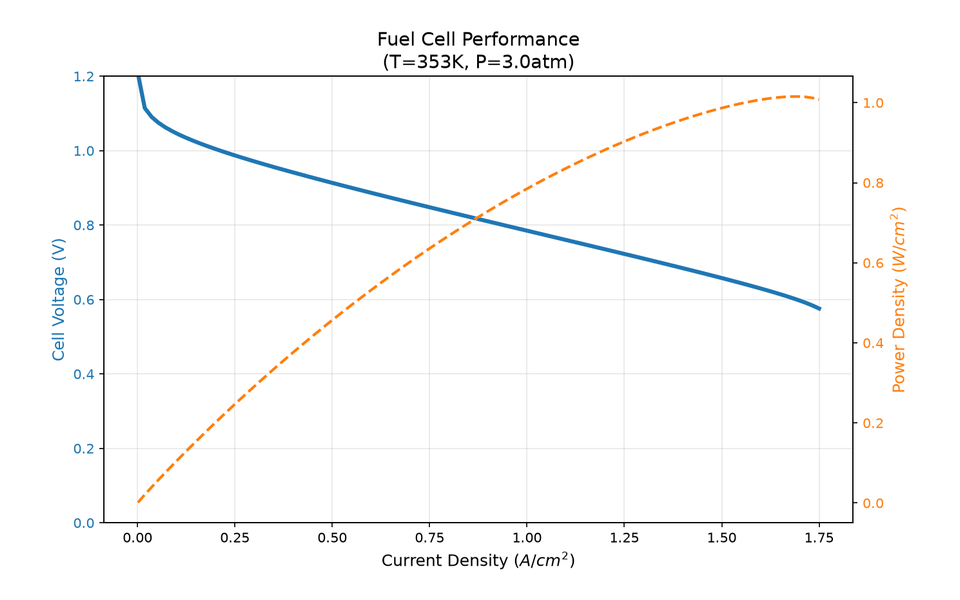 Fuel Cell Performance
(T=353K, P=3.0atm)
Cell Voltage (V)
1.2
1.0
0.8
0.6
0.4
0.2
0.0
1.0
0.8
0.6
0.4
0.2
0.0
Power Density (W/cm²)
0.00 0.25 0.50 0.75 1.00 1.25 1.50 1.75
Current Density (A/cm²)